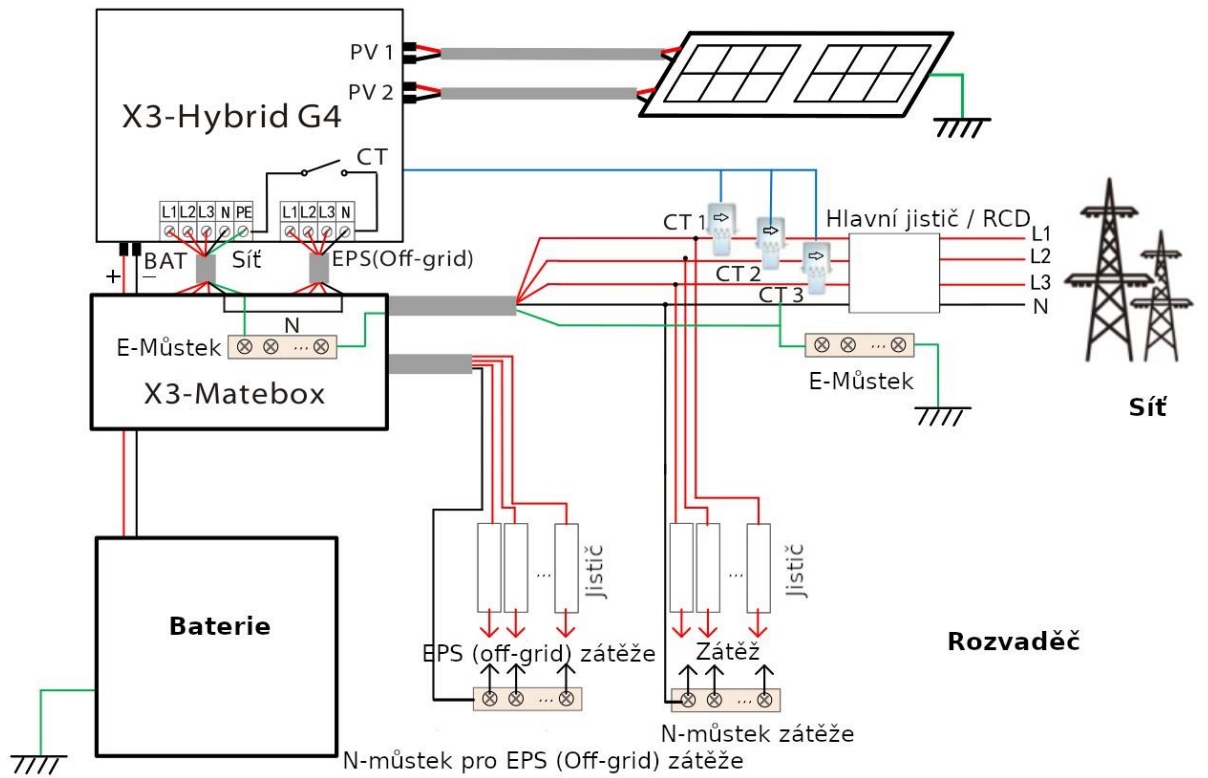 PV 1
PV 2
X3-Hybrid G4
CT
L1 L2 L3 N PE
L1 L2 L3 N
+ BAT –
Síť
EPS(Off-grid)
CT 1
CT 2
CT 3
Hlavní jistič / RCD
L1
L2
L3
N
N
E-Můstek
...
X3-Matebox
...
E-Můstek
Síť
Baterie
...
Jistič
...
Jistič
EPS (off-grid) zátěže
Zátěž
Rozvaděč
...
...
N-můstek zátěže
N-můstek pro EPS (Off-grid) zátěže